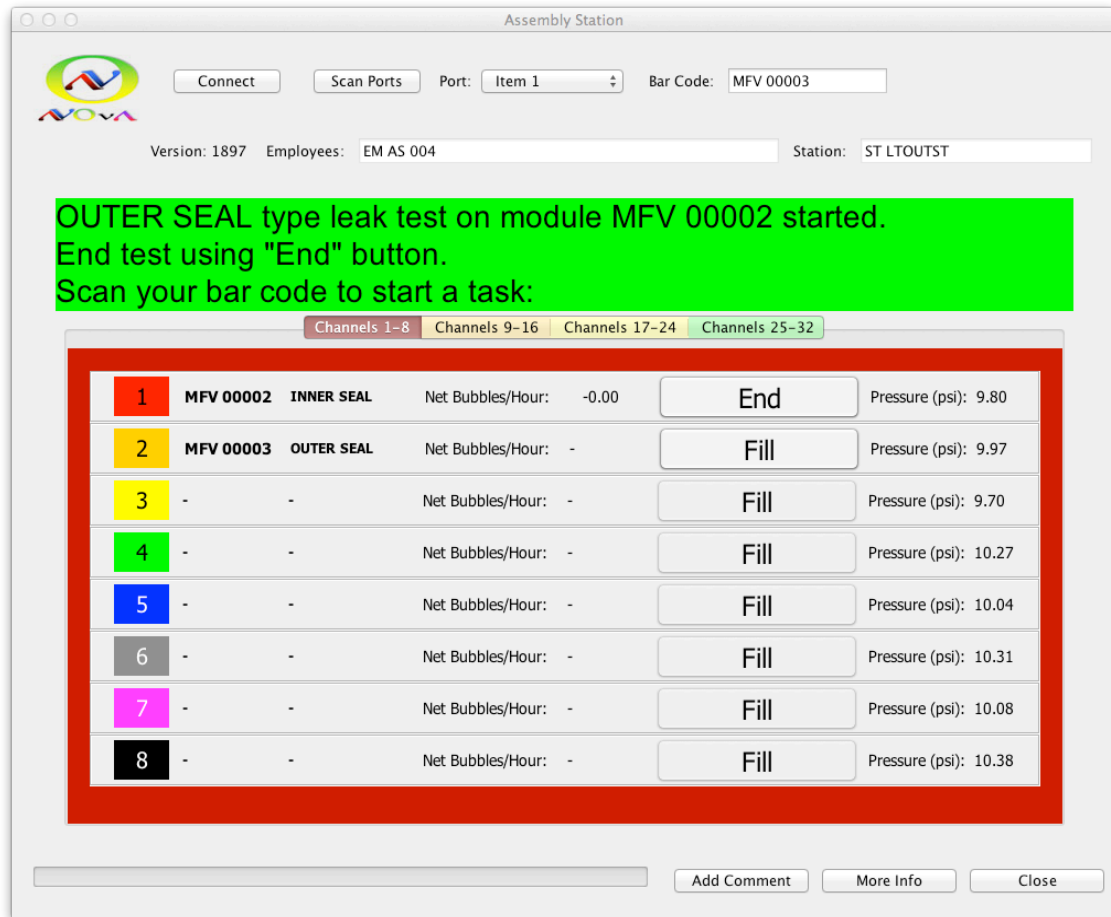 Assembly Station
NOvA
Connect Scan Ports Port: Item 1 Bar Code: MFV 00003
Version: 1897 Employees: EM AS 004 Station: ST LTOUTST
OUTER SEAL type leak test on module MFV 00002 started.
End test using "End" button.
Scan your bar code to start a task:
Channels 1-8 Channels 9-16 Channels 17-24 Channels 25-32
1 MFV 00002 INNER SEAL Net Bubbles/Hour: -0.00 End Pressure (psi): 9.80
2 MFV 00003 OUTER SEAL Net Bubbles/Hour: - Fill Pressure (psi): 9.97
3 - - Net Bubbles/Hour: - Fill Pressure (psi): 9.70
4 - - Net Bubbles/Hour: - Fill Pressure (psi): 10.27
5 - - Net Bubbles/Hour: - Fill Pressure (psi): 10.04
6 - - Net Bubbles/Hour: - Fill Pressure (psi): 10.31
7 - - Net Bubbles/Hour: - Fill Pressure (psi): 10.08
8 - - Net Bubbles/Hour: - Fill Pressure (psi): 10.38
Add Comment More Info Close